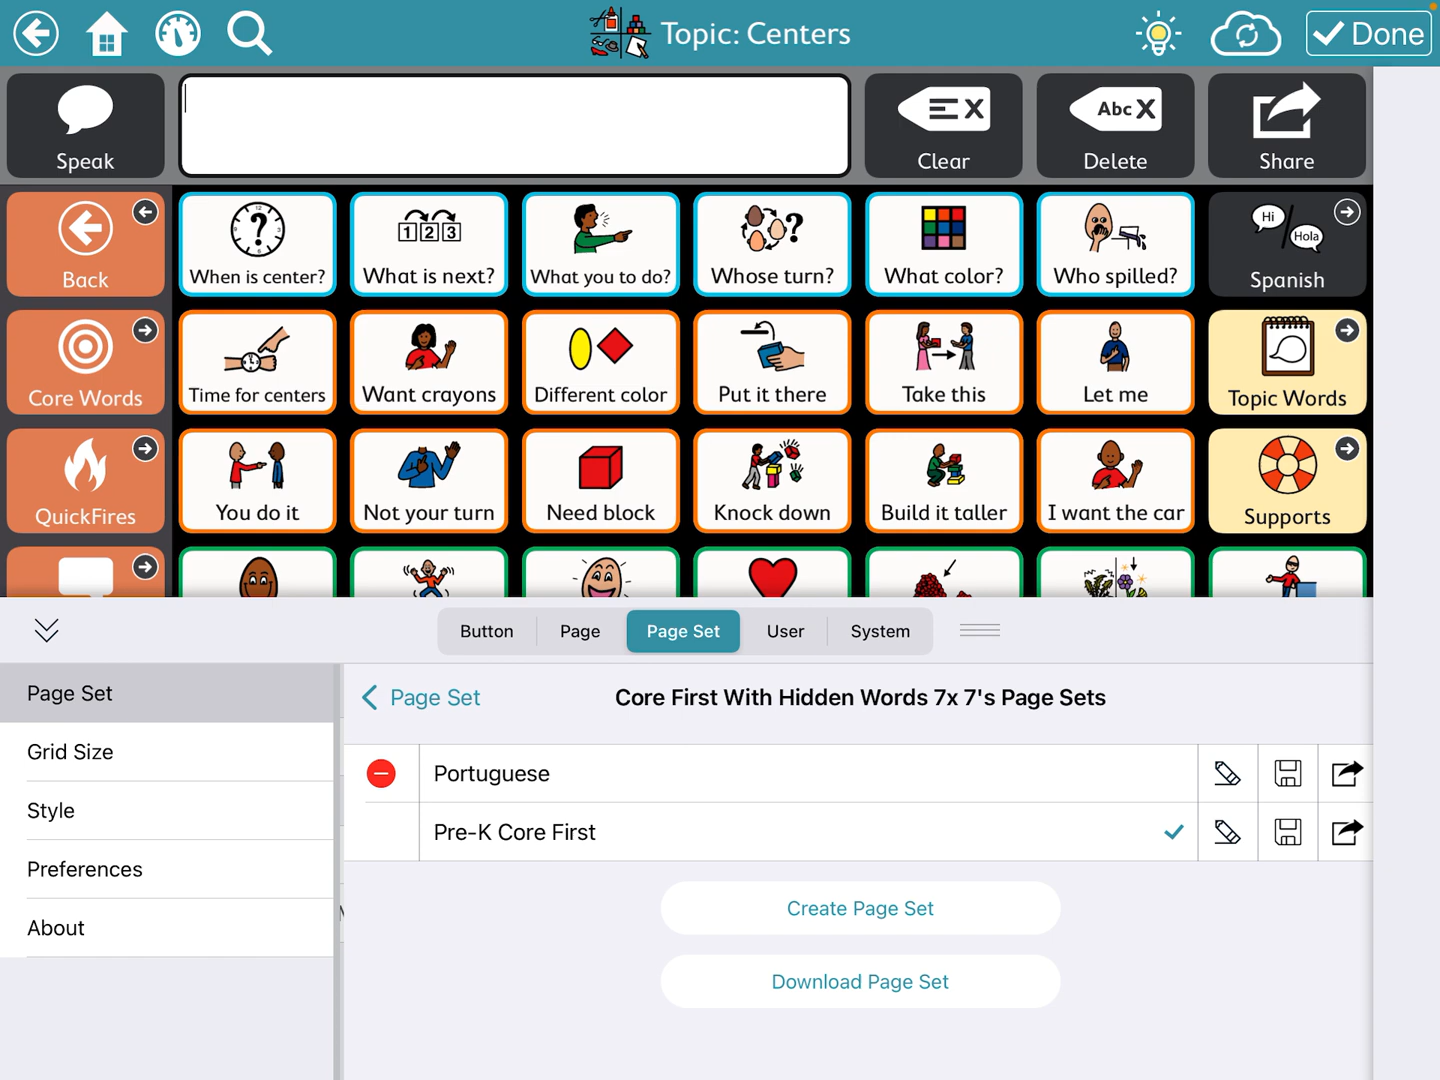 Topic: Centers
Done
Speak
Clear
Abc X
Delete
Share
Back
When is center?
1 2 3
What is next?
What you to do?
Whose turn?
What color?
Who spilled?
Hi
Hola
Spanish
Core Words
Time for centers
Want crayons
Different color
Put it there
Take this
Let me
Topic Words
QuickFires
You do it
Not your turn
Need block
Knock down
Build it taller
I want the car
Supports
Button
Page
Page Set
User
System
Page Set
Grid Size
Style
Preferences
About
Page Set
Core First With Hidden Words 7x 7's Page Sets
Portuguese
Pre-K Core First
Create Page Set
Download Page Set